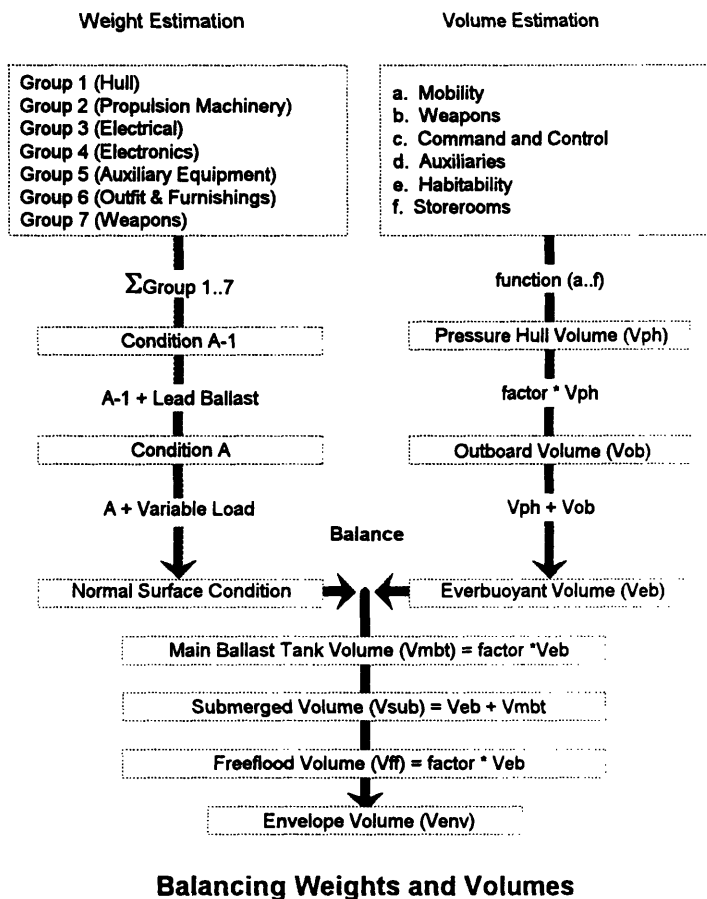 Weight Estimation
Group 1 (Hull)
Group 2 (Propulsion Machinery)
Group 3 (Electrical)
Group 4 (Electronics)
Group 5 (Auxiliary Equipment)
Group 6 (Outfit & Furnishings)
Group 7 (Weapons)
ΣGroup 1..7
Condition A-1
A-1 + Lead Ballast
Condition A
A + Variable Load
Normal Surface Condition
Volume Estimation
a. Mobility
b. Weapons
c. Command and Control
d. Auxiliaries
e. Habitability
f. Storerooms
function (a..f)
Pressure Hull Volume (Vph)
factor * Vph
Outboard Volume (Vob)
Vph + Vob
Everbuoyant Volume (Veb)
Balance
Main Ballast Tank Volume (Vmbt) = factor *Veb
Submerged Volume (Vsub) = Veb + Vmbt
Freeflood Volume (Vff) = factor * Veb
Envelope Volume (Venv)
Balancing Weights and Volumes